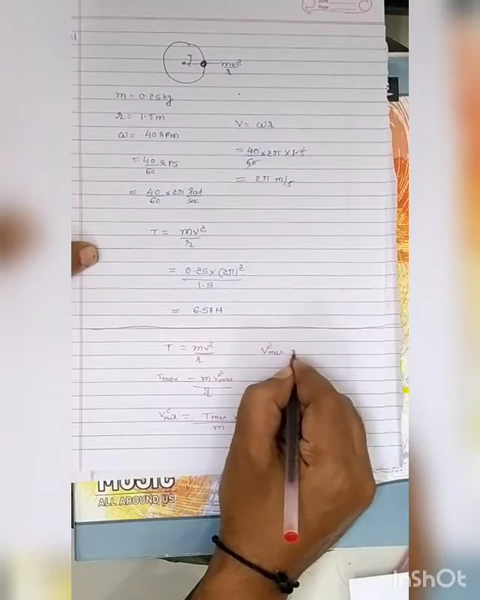 mv²/r
m = 0.25kg
r = 1.5m
ω = 40 RPM
V = ωr
= 40/60 RPS
= 40/60 × 2π × 1.5
= 2π m/s
= 40/60 × 2π Rad/sec
T = mv²/r
= 0.25 × (2π)²/1.5
= 6.57 N
T = mv²/r
V²max
Tmax = mV²max/r
V²max = Tmax/m
MUSIC
ALL AROUND US
InShOt